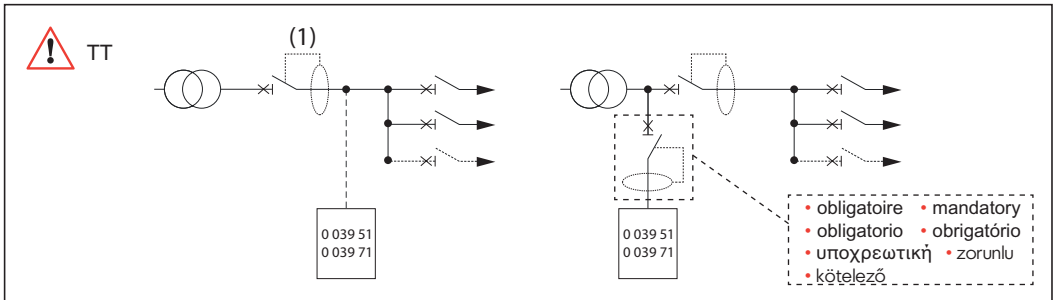 (1)
TT
0 039 51
0 039 71
0 039 51
0 039 71
• obligatoire • mandatory
• obligatorio • obrigatório
• υποχρεωτική • zorunlu
• kötelező